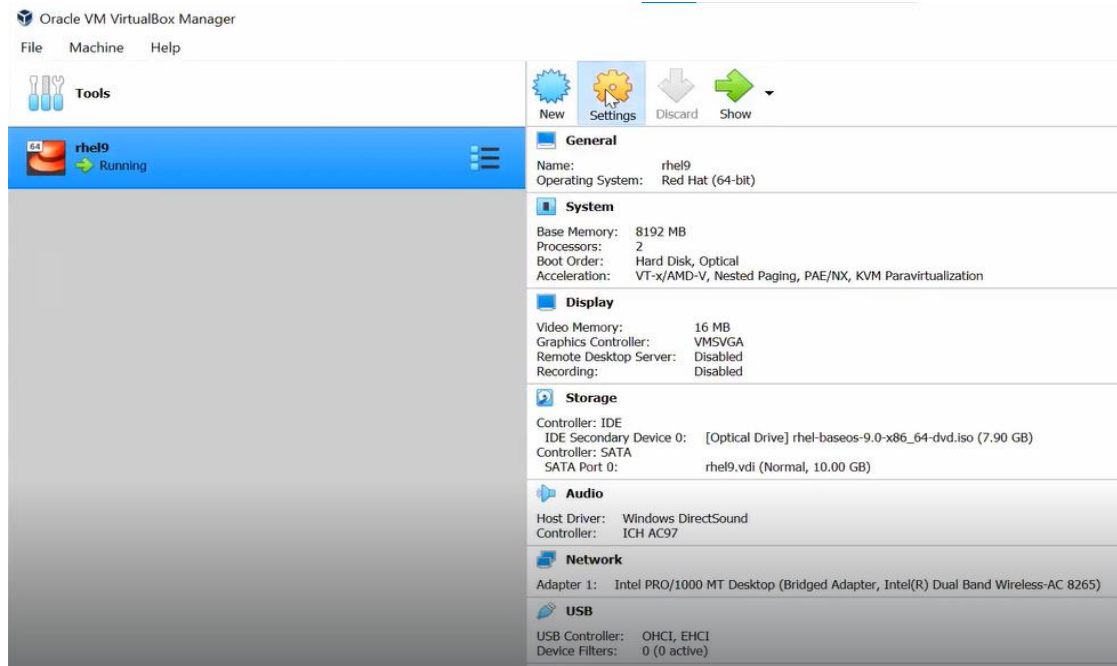 Oracle VM VirtualBox Manager
File Machine Help
Tools
New Settings Discard Show
64
rhel9
Running
General
Name: rhel9
Operating System: Red Hat (64-bit)
System
Base Memory: 8192 MB
Processors: 2
Boot Order: Hard Disk, Optical
Acceleration: VT-x/AMD-V, Nested Paging, PAE/NX, KVM Paravirtualization
Display
Video Memory: 16 MB
Graphics Controller: VMSVGA
Remote Desktop Server: Disabled
Recording: Disabled
Storage
Controller: IDE
IDE Secondary Device 0: [Optical Drive] rhel-baseos-9.0-x86_64-dvd.iso (7.90 GB)
Controller: SATA
SATA Port 0: rhel9.vdi (Normal, 10.00 GB)
Audio
Host Driver: Windows DirectSound
Controller: ICH AC97
Network
Adapter 1: Intel PRO/1000 MT Desktop (Bridged Adapter, Intel(R) Dual Band Wireless-AC 8265)
USB
USB Controller: OHCI, EHCI
Device Filters: 0 (0 active)